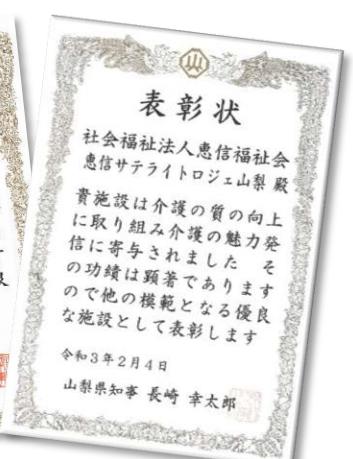 表彰状
社会福祉法人恵信福祉会
恵信サテライトロジェ山梨 殿
貴施設は介護の質の向上
に取り組み介護の魅力発
信に寄与されました　そ
の功績は顕著であります
ので他の模範となる優良
な施設として表彰します
令和3年2月4日
山梨県知事 長崎 幸太郎